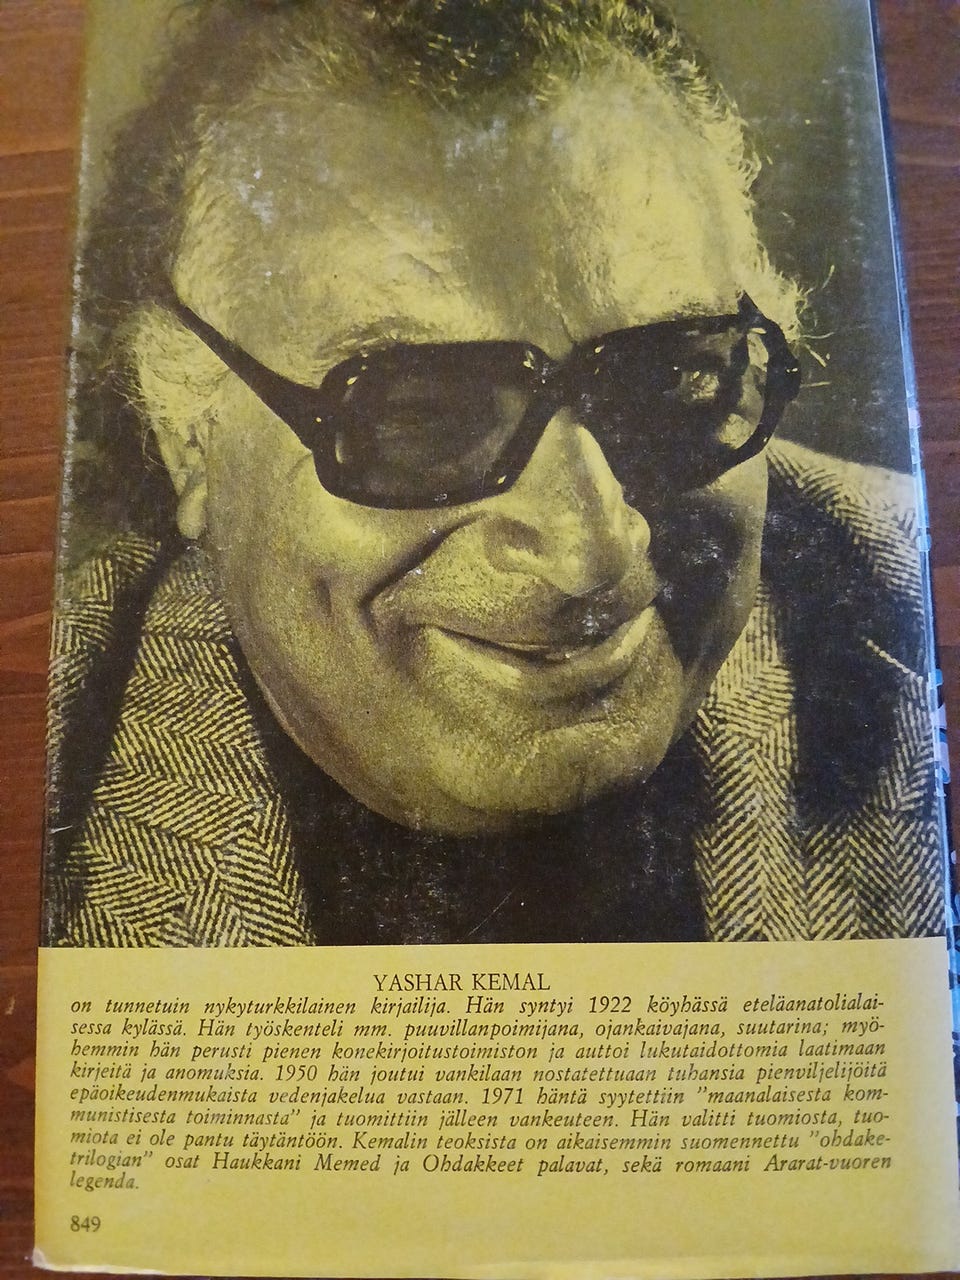 YASHAR KEMAL
on tunnetuin nykyturkkilainen kirjailija. Hän syntyi 1922 köyhässä eteläanatolialai-
sessa kylässä. Hän työskenteli mm. puuvillanpoimijana, ojankaivajana, suutarina; myö-
hemmin hän perusti pienen konekirjoitustoimiston ja auttoi lukutaidottomia laatimaan
kirjeitä ja anomuksia. 1950 hän joutui vankilaan nostatettuaan tuhansia pienviljelijöitä
epäoikeudenmukaista vedenjakelua vastaan. 1971 häntä syytettiin "maanalaisesta kom-
munistisesta toiminnasta" ja tuomittiin jälleen vankeuteen. Hän valitti tuomiosta, tuo-
miota ei ole pantu täytäntöön. Kemalin teoksista on aikaisemmin suomennettu "ohdake-
trilogian" osat Haukkani Memed ja Ohdakkeet palavat, sekä romaani Ararat-vuoren
legenda.
849